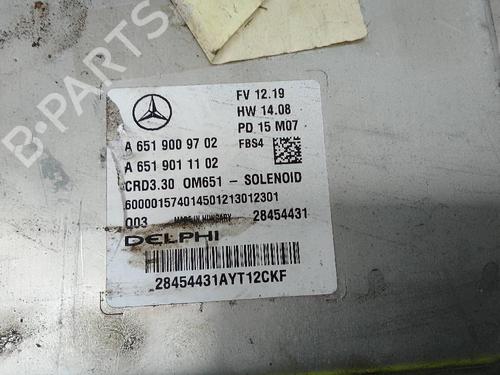 B-PARTS
FV 12.19
HW 14.08
PD 15 M07
A 651 900 97 02
FBS4
A 651 901 11 02
CRD3.30 OM651 - SOLENOID
600001574014501213012301
003 MADE IN HUNGARY 28454431
DELPHI
28454431AYT12CKF